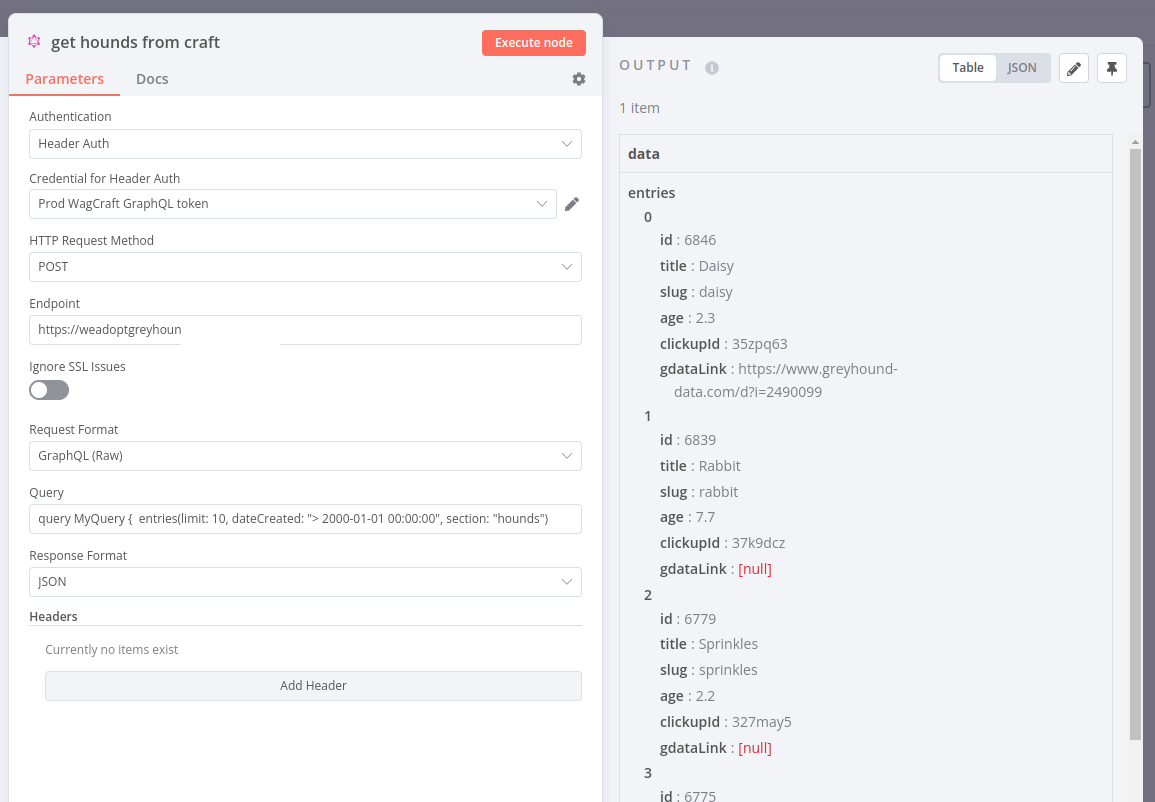 get hounds from craft
Execute node
Parameters
Docs
Authentication
Header Auth
Credential for Header Auth
Prod WagCraft GraphQL token
HTTP Request Method
POST
Endpoint
https://weadoptgreyhoun
Ignore SSL Issues
Request Format
GraphQL (Raw)
Query
query MyQuery {  entries(limit: 10, dateCreated: "> 2000-01-01 00:00:00", section: "hounds")
Response Format
JSON
Headers
Currently no items exist
Add Header
OUTPUT
Table
JSON
1 item
data
entries
0
id : 6846
title : Daisy
slug : daisy
age : 2.3
clickupId : 35zpq63
gdataLink : https://www.greyhound-
data.com/d?i=2490099
1
id : 6839
title : Rabbit
slug : rabbit
age : 7.7
clickupId : 37k9dcz
gdataLink : [null]
2
id : 6779
title : Sprinkles
slug : sprinkles
age : 2.2
clickupId : 327may5
gdataLink : [null]
3
id : 6775